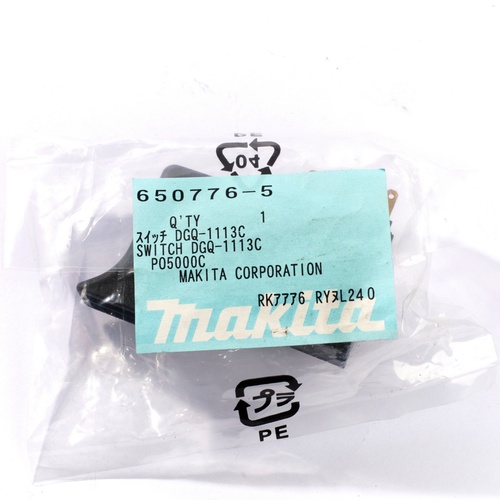 04
650776-5
Q'TY 1
スイッチ DGQ-1113C
SWITCH DGQ-1113C
PO5000C
MAKITA CORPORATION
RK7776 RYヌL240
makita
プラ
PE